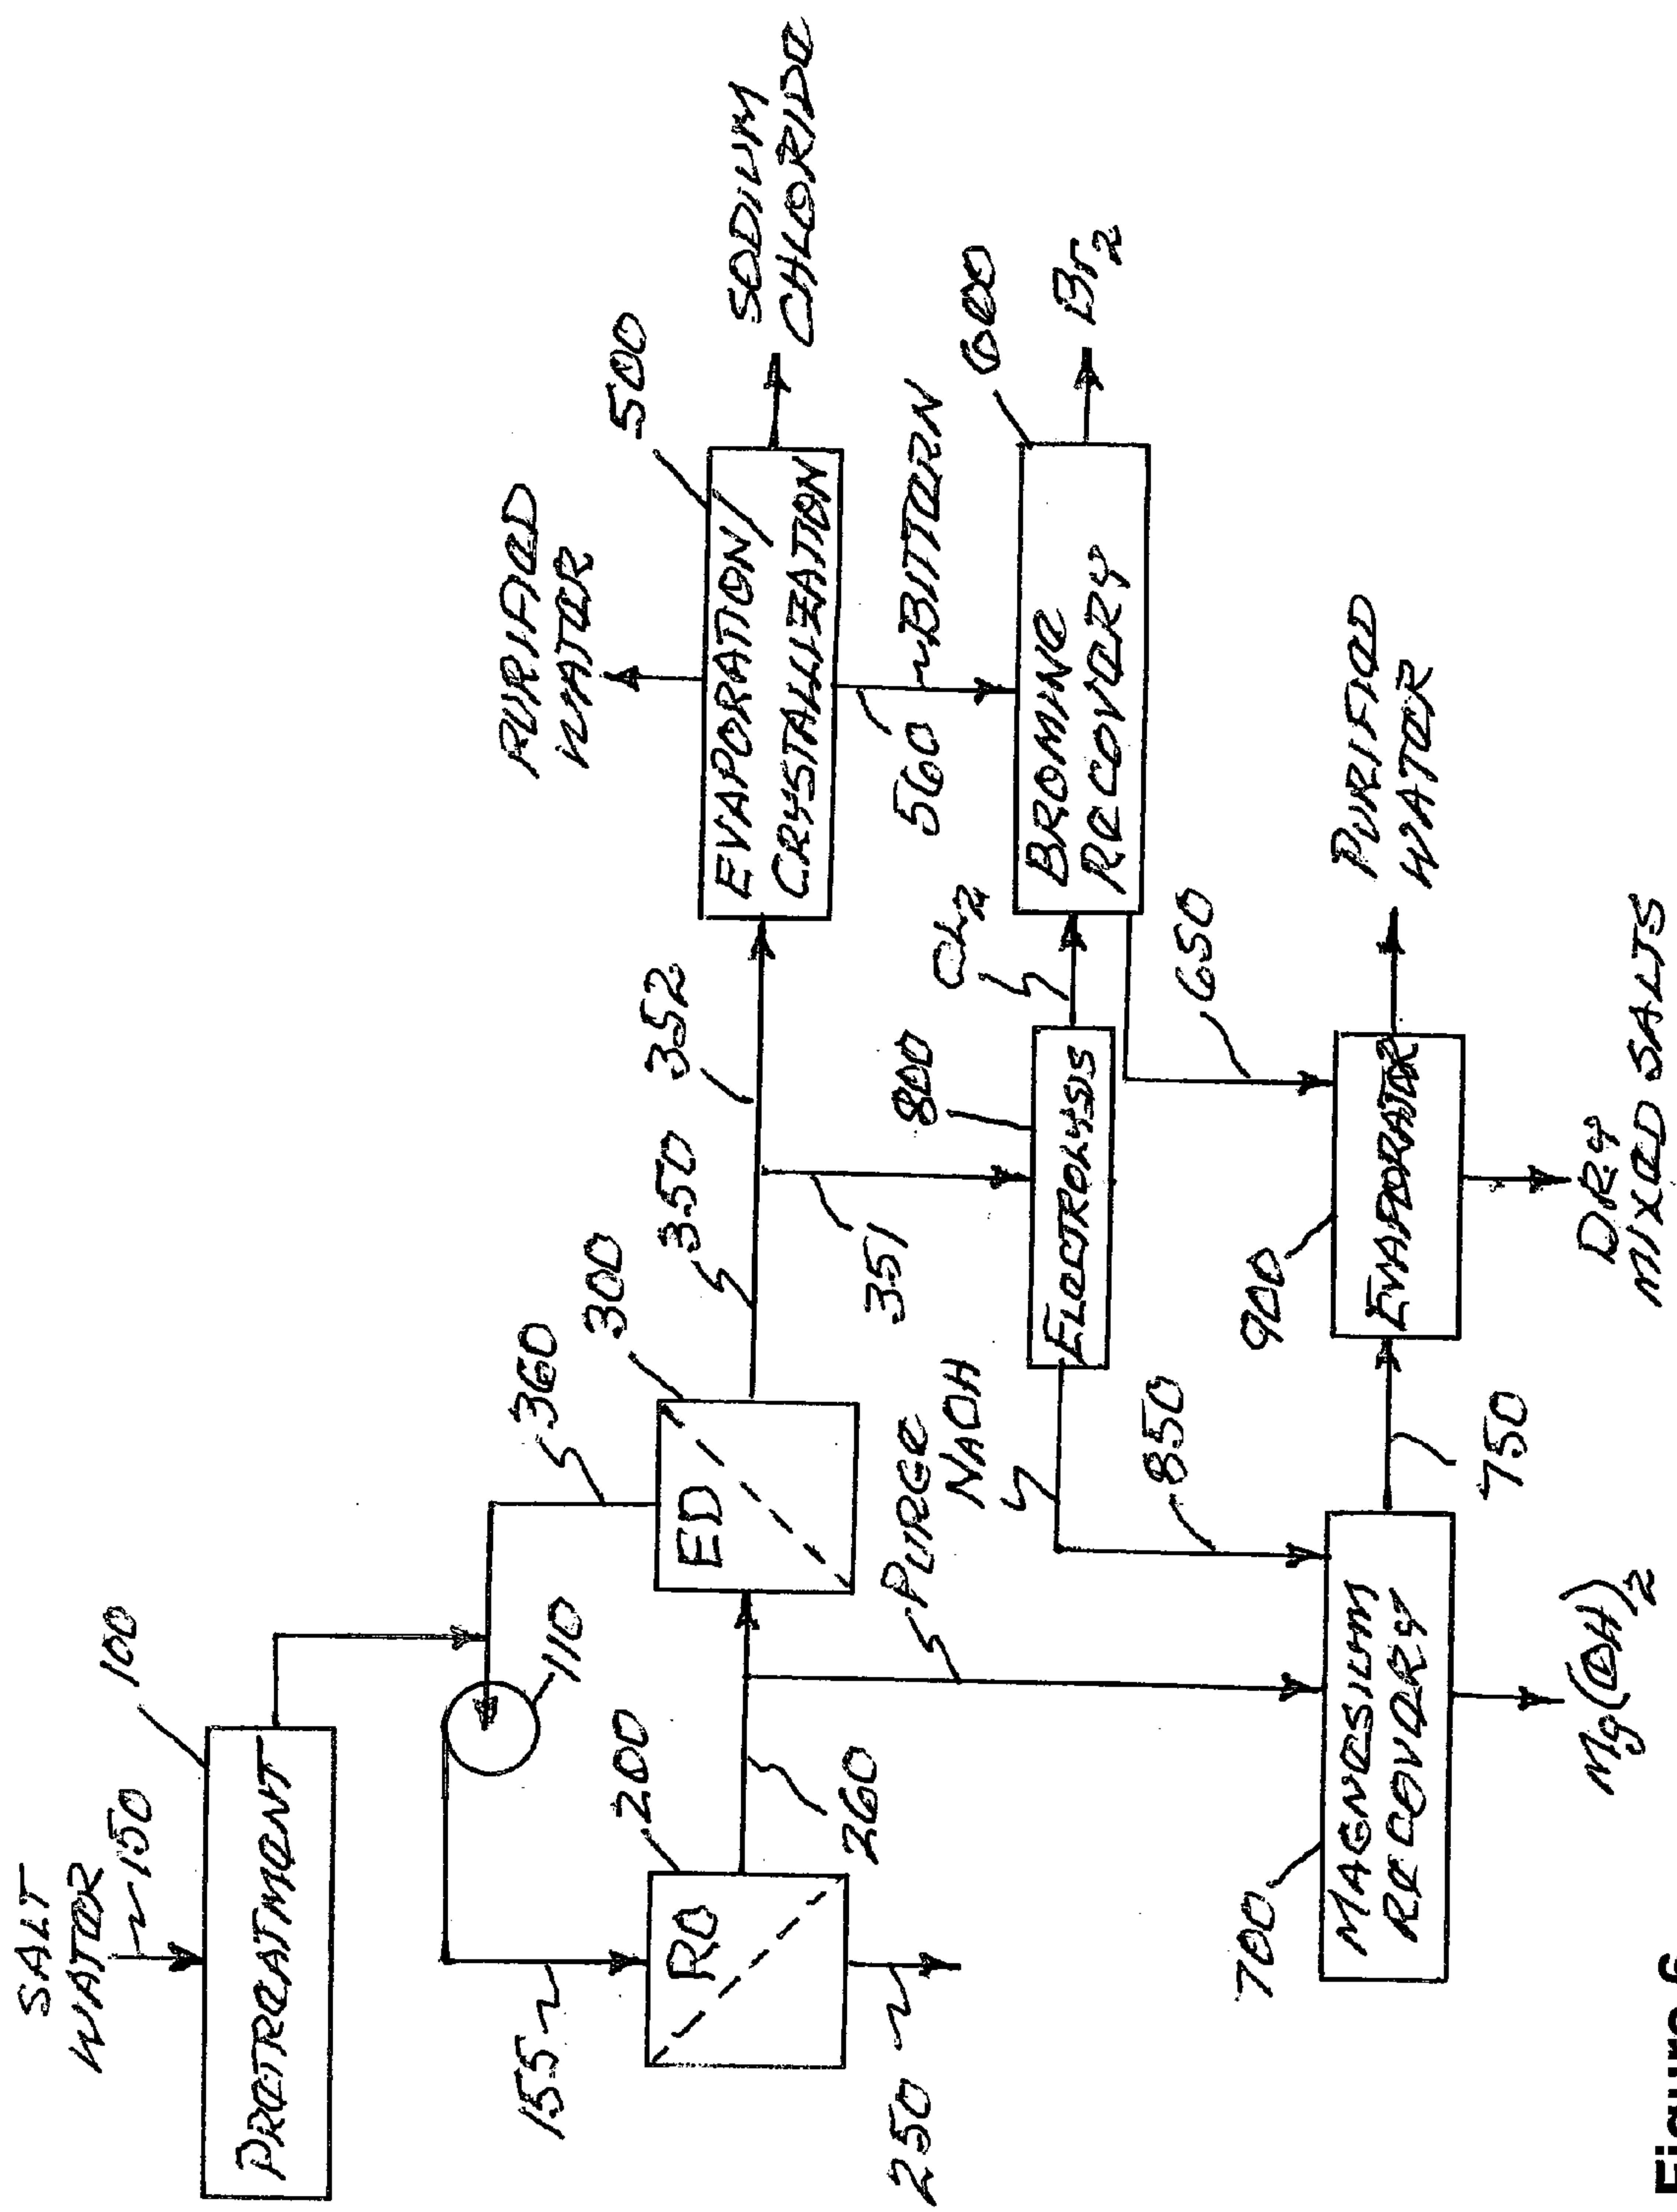 SALT
WATER
150
PRETREATMENT
100
110
155
RO
200
250
260
ED
300
360
350
352
351
PURIFIED
WATER
EVAPORATION/
CRYSTALLIZATION
500
SODIUM
CHLORIDE
560
BITTERN
BROMINE
RECOVERY
600
Br2
Cl2
ELECTROLYSIS
800
PURGE
NaOH
850
650
MAGNESIUM
RECOVERY
700
Mg(OH)2
750
EVAPORATOR
900
PURIFIED
WATER
DRY
MIXED SALTS
Figure 6